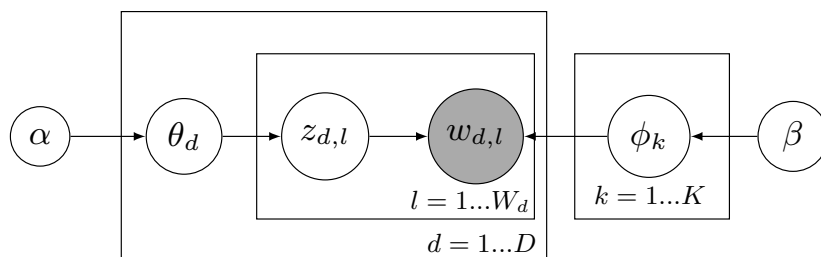 α θ_d z_{d,l} w_{d,l} ϕ_k β
l = 1...W_d k = 1...K
d = 1...D